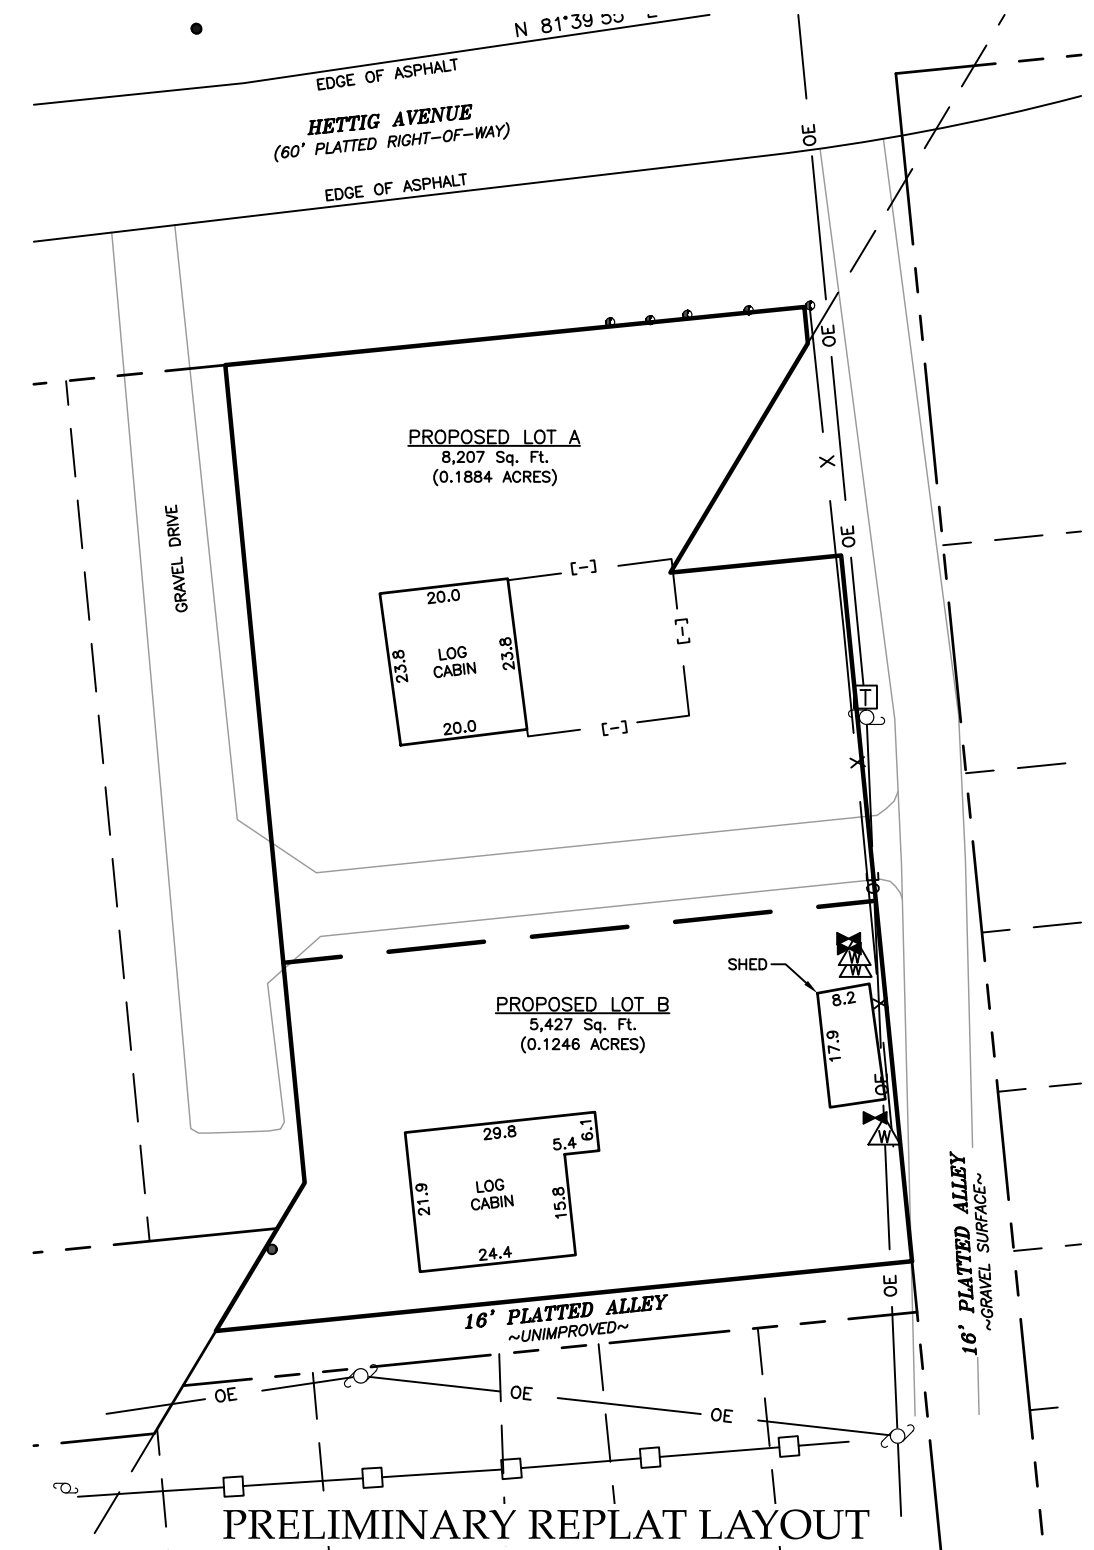 N 81°39'55" E
EDGE OF ASPHALT
HETTIG AVENUE
(60' PLATTED RIGHT-OF-WAY)
EDGE OF ASPHALT
OE
OE
PROPOSED LOT A
8,207 Sq. Ft.
(0.1884 ACRES)
X
GRAVEL DRIVE
OE
[-]
20.0
23.8
LOG
CABIN
23.8
[-]
20.0
[-]
T
X
OE
SHED
W
W
8.2
X
17.9
PROPOSED LOT B
5,427 Sq. Ft.
(0.1246 ACRES)
OE
W
29.8
6.1
5.4
21.9
LOG
CABIN
15.8
24.4
16' PLATTED ALLEY
~GRAVEL SURFACE~
OE
16' PLATTED ALLEY
~UNIMPROVED~
OE
OE
OE
PRELIMINARY REPLAT LAYOUT